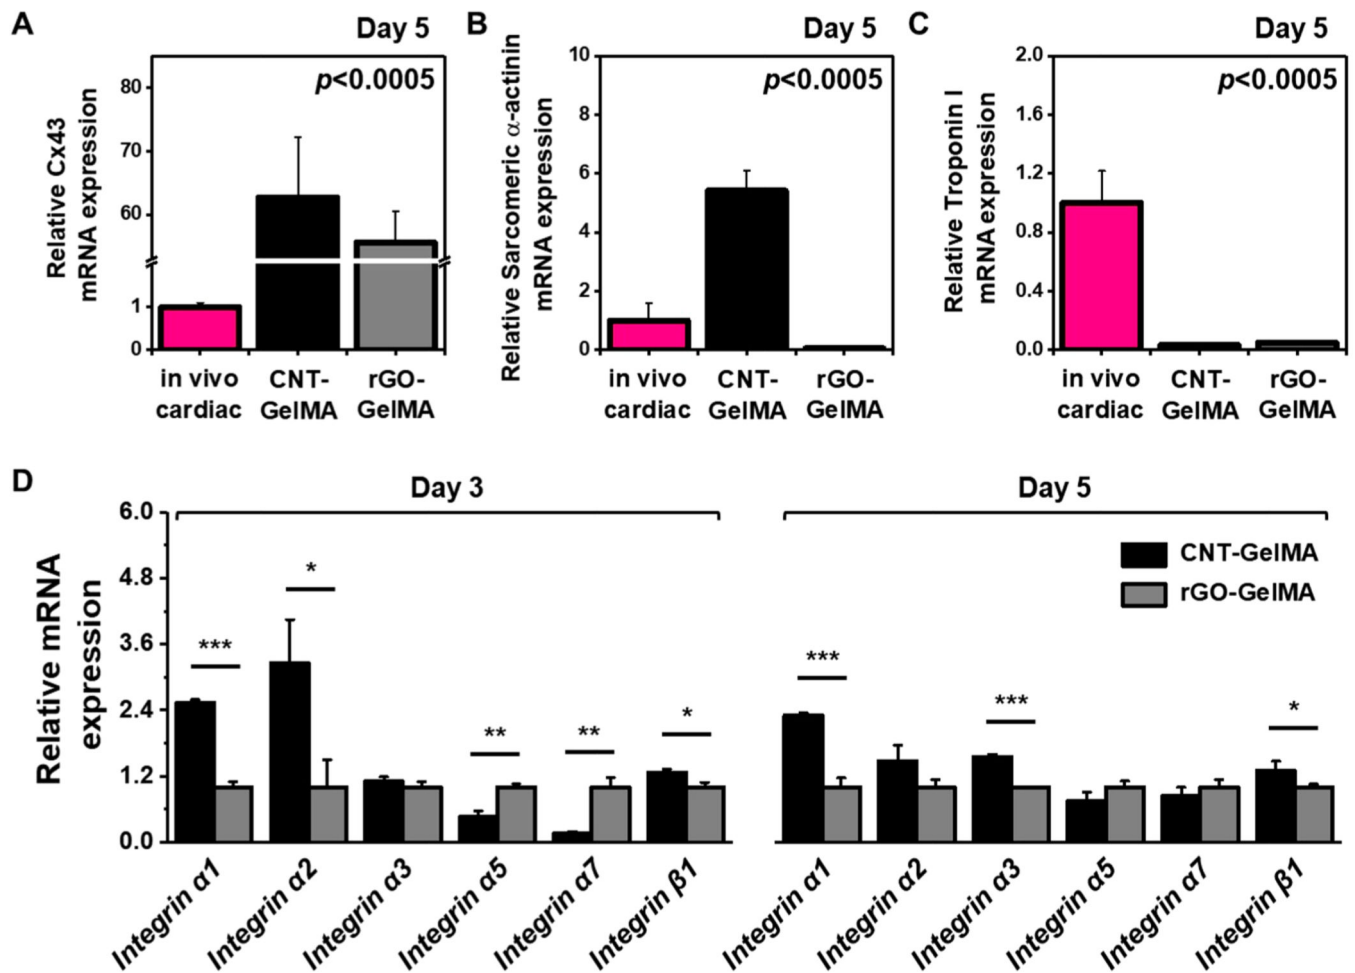 A
Day 5
p<0.0005
Relative Cx43
mRNA expression
80
70
60
1
0
in vivo
cardiac
CNT-
GelMA
rGO-
GelMA
B
Day 5
p<0.0005
Relative Sarcomeric α-actinin
mRNA expression
10
8
6
4
2
0
in vivo
cardiac
CNT-
GelMA
rGO-
GelMA
C
Day 5
p<0.0005
Relative Troponin I
mRNA expression
2.0
1.6
1.2
0.8
0.4
0.0
in vivo
cardiac
CNT-
GelMA
rGO-
GelMA
D
Day 3
Day 5
Relative mRNA
expression
6.0
4.8
3.6
2.4
1.2
0.0
***
*
**
**
*
***
***
*
CNT-GelMA
rGO-GelMA
Integrin α1
Integrin α2
Integrin α3
Integrin α5
Integrin α7
Integrin β1
Integrin α1
Integrin α2
Integrin α3
Integrin α5
Integrin α7
Integrin β1